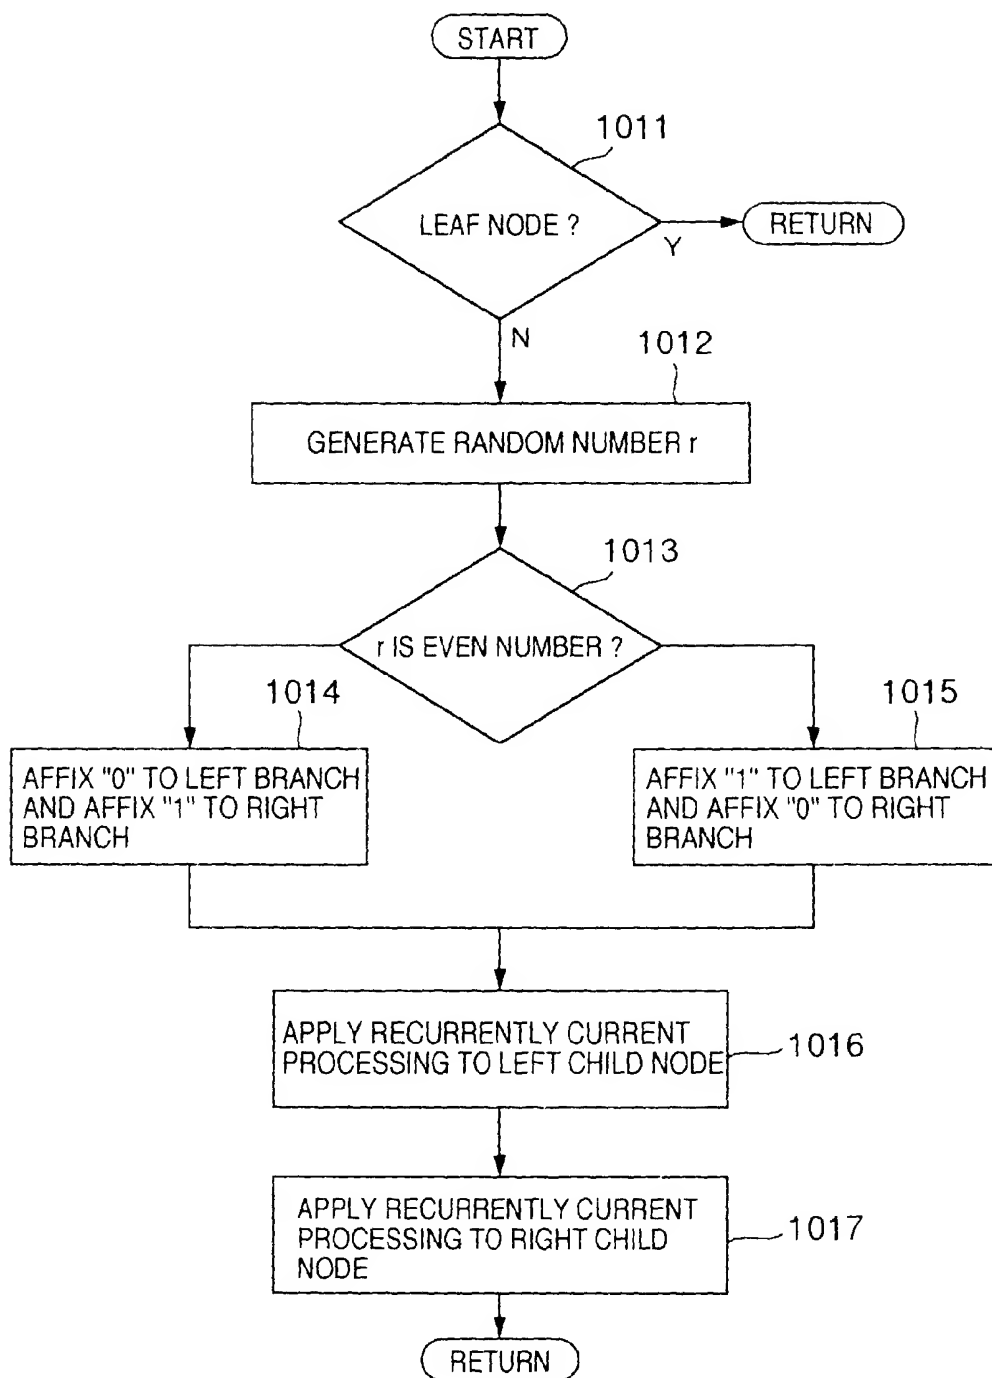 START
1011
LEAF NODE ?
Y
RETURN
N
1012
GENERATE RANDOM NUMBER r
1013
r IS EVEN NUMBER ?
1014
1015
AFFIX "0" TO LEFT BRANCH
AND AFFIX "1" TO RIGHT
BRANCH
AFFIX "1" TO LEFT BRANCH
AND AFFIX "0" TO RIGHT
BRANCH
APPLY RECURRENTLY CURRENT
PROCESSING TO LEFT CHILD NODE
1016
APPLY RECURRENTLY CURRENT
PROCESSING TO RIGHT CHILD
NODE
1017
RETURN